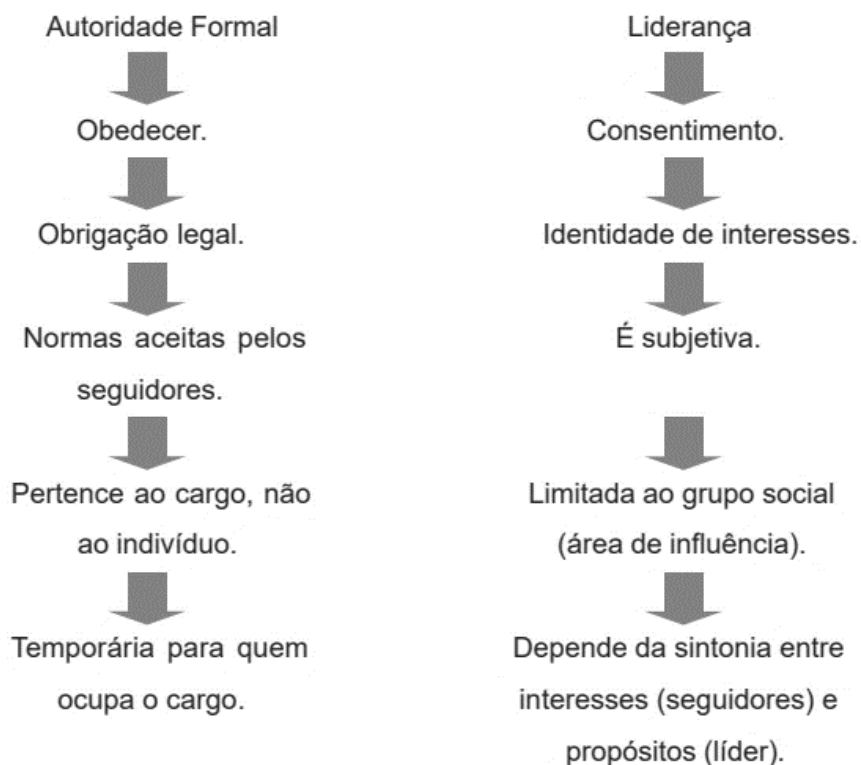 Autoridade Formal
Obedecer.
Obrigação legal.
Normas aceitas pelos
seguidores.
Pertence ao cargo, não
ao indivíduo.
Temporária para quem
ocupa o cargo.
Liderança
Consentimento.
Identidade de interesses.
É subjetiva.
Limitada ao grupo social
(área de influência).
Depende da sintonia entre
interesses (seguidores) e
propósitos (líder).